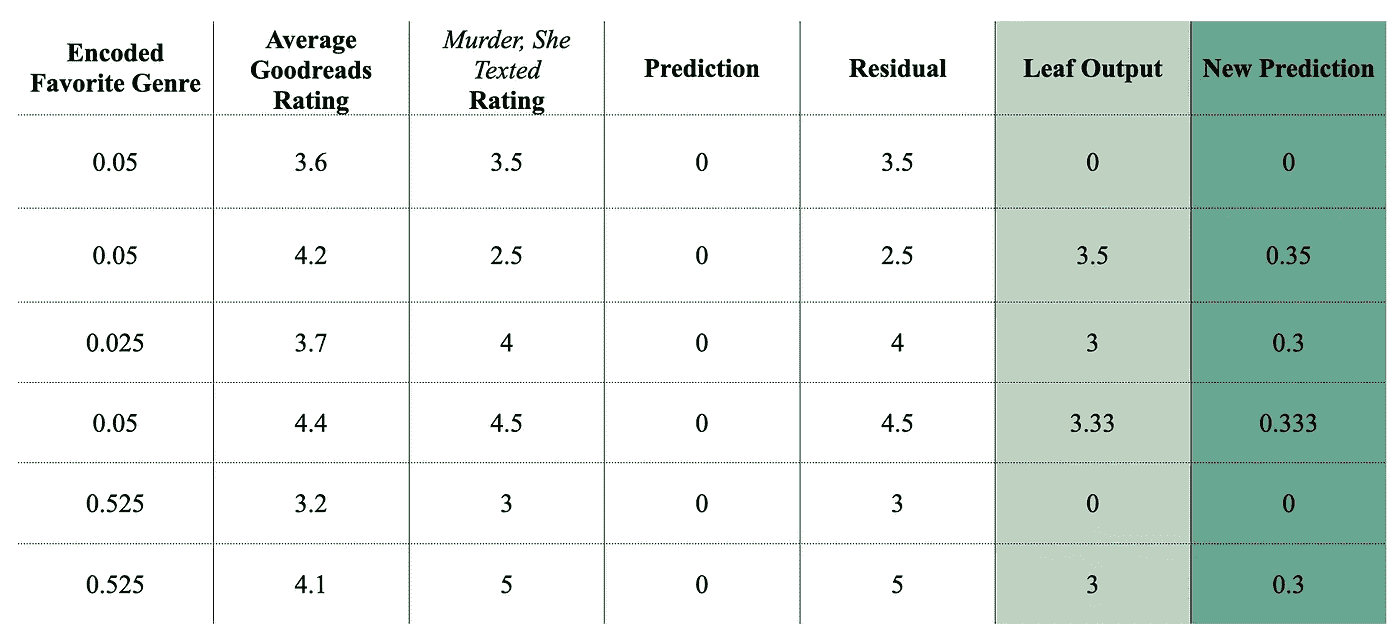 Encoded Favorite Genre | Average Goodreads Rating | Murder, She Texted Rating | Prediction | Residual | Leaf Output | New Prediction
0.05 | 3.6 | 3.5 | 0 | 3.5 | 0 | 0
0.05 | 4.2 | 2.5 | 0 | 2.5 | 3.5 | 0.35
0.025 | 3.7 | 4 | 0 | 4 | 3 | 0.3
0.05 | 4.4 | 4.5 | 0 | 4.5 | 3.33 | 0.333
0.525 | 3.2 | 3 | 0 | 3 | 0 | 0
0.525 | 4.1 | 5 | 0 | 5 | 3 | 0.3